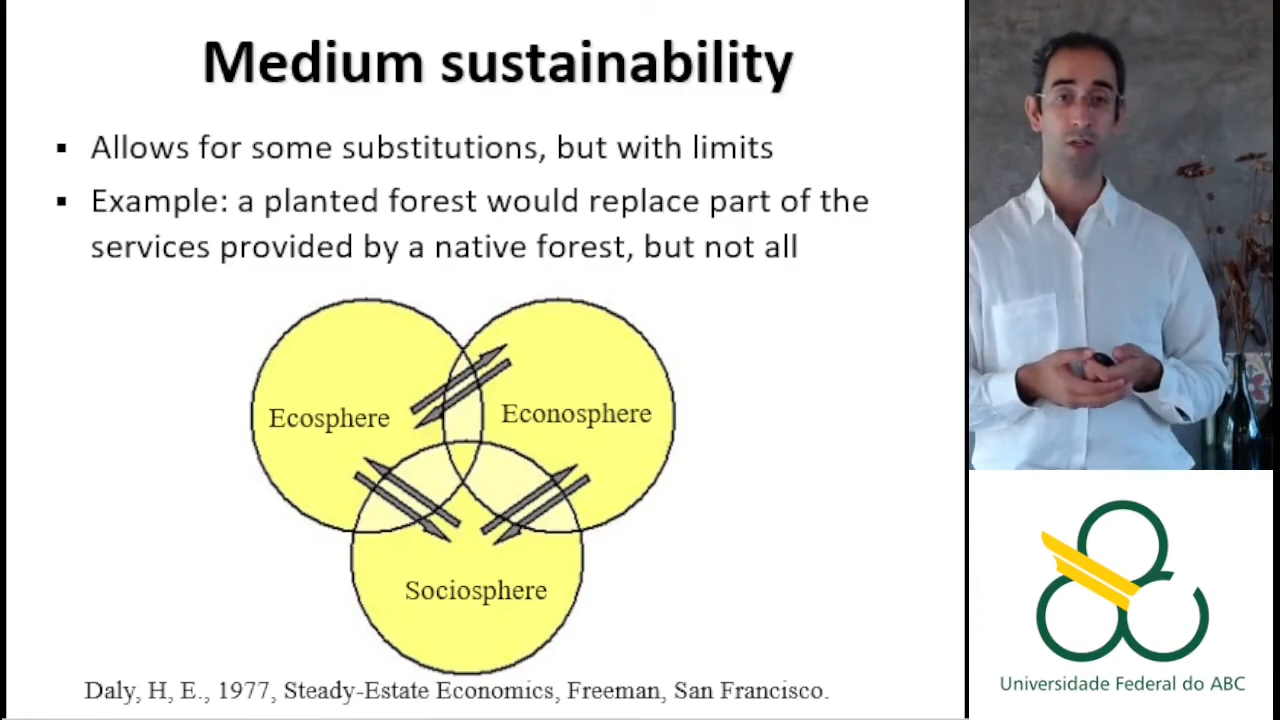 Medium sustainability
▪ Allows for some substitutions, but with limits
▪ Example: a planted forest would replace part of the
services provided by a native forest, but not all
Ecosphere
Econosphere
Sociosphere
Daly, H, E., 1977, Steady-Estate Economics, Freeman, San Francisco.
Universidade Federal do ABC